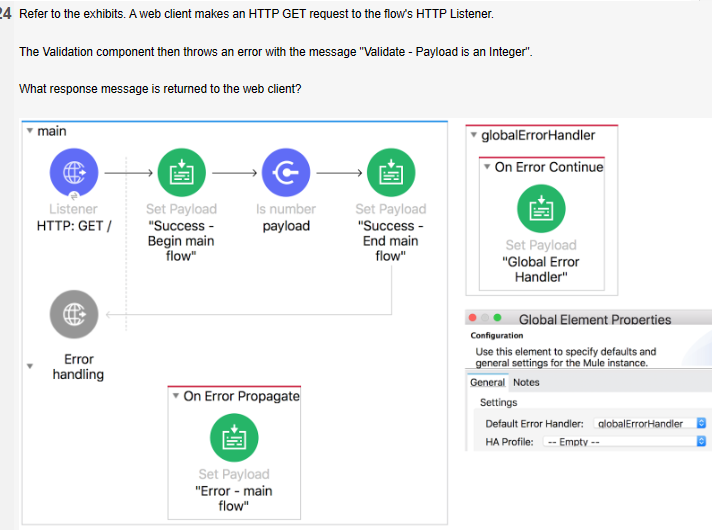 24 Refer to the exhibits. A web client makes an HTTP GET request to the flow's HTTP Listener.
The Validation component then throws an error with the message "Validate - Payload is an Integer".
What response message is returned to the web client?
main
Listener
HTTP: GET /
Set Payload
"Success -
Begin main
flow"
Is number
payload
Set Payload
"Success -
End main
flow"
Error
handling
On Error Propagate
Set Payload
"Error - main
flow"
globalErrorHandler
On Error Continue
Set Payload
"Global Error
Handler"
Global Element Properties
Configuration
Use this element to specify defaults and
general settings for the Mule instance.
General Notes
Settings
Default Error Handler: globalErrorHandler
HA Profile: -- Empty --